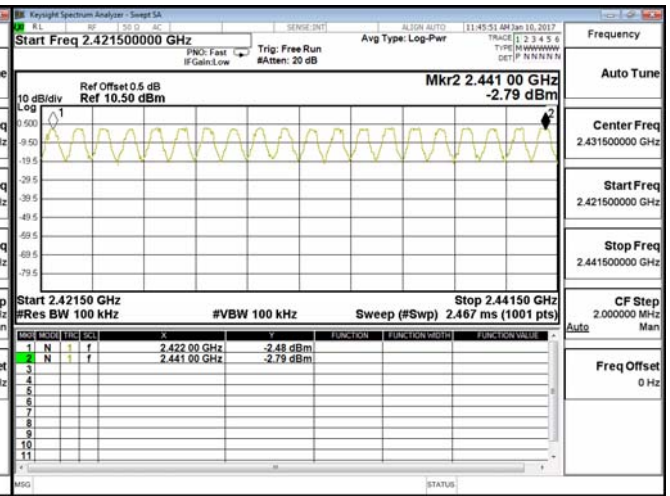 Keysight Spectrum Analyzer - Swept SA
RL RF 50 Ω AC SENSE:INT ALIGN AUTO 11:45:51 AM Jan 10, 2017
Start Freq 2.421500000 GHz
PNO: Fast
IFGain:Low
Trig: Free Run
#Atten: 20 dB
Avg Type: Log-Pwr
TRACE 1 2 3 4 5 6
TYPE M WWWWW
DET P N N N N N
Ref Offset 0.5 dB
10 dB/div Ref 10.50 dBm
Log
Mkr2 2.441 00 GHz
-2.79 dBm
1
2
0.500
-9.50
-19.5
-29.5
-39.5
-49.5
-59.5
-69.5
-79.5
Start 2.42150 GHz Stop 2.44150 GHz
#Res BW 100 kHz #VBW 100 kHz Sweep (#Swp) 2.467 ms (1001 pts)
MKR MODE TRC SCL X Y FUNCTION FUNCTION WIDTH FUNCTION VALUE
1 N 1 f 2.422 00 GHz -2.48 dBm
2 N 1 f 2.441 00 GHz -2.79 dBm
3
4
5
6
7
8
9
10
11
MSG STATUS
Frequency
Auto Tune
Center Freq
2.431500000 GHz
Start Freq
2.421500000 GHz
Stop Freq
2.441500000 GHz
CF Step
2.000000 MHz
Auto Man
Freq Offset
0 Hz